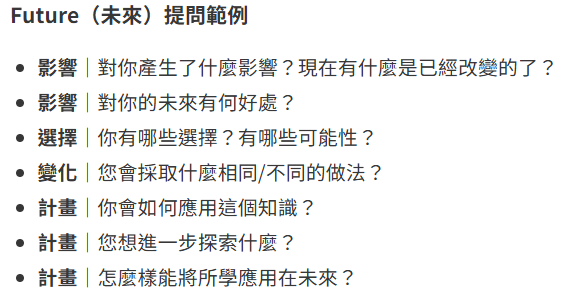 Future（未來）提問範例
• 影響｜對你產生了什麼影響？現在有什麼是已經改變的了？
• 影響｜對你的未來有何好處？
• 選擇｜你有哪些選擇？有哪些可能性？
• 變化｜您會採取什麼相同/不同的做法？
• 計畫｜你會如何應用這個知識？
• 計畫｜您想進一步探索什麼？
• 計畫｜怎麼樣能將所學應用在未來？